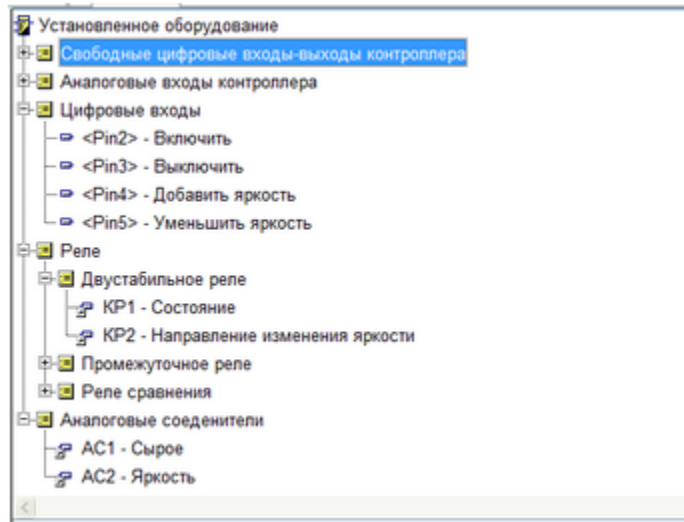 Установленное оборудование
Свободные цифровые входы-выходы контроллера
Аналоговые входы контроллера
Цифровые входы
<Pin2> - Включить
<Pin3> - Выключить
<Pin4> - Добавить яркость
<Pin5> - Уменьшить яркость
Реле
Двустабильное реле
КР1 - Состояние
КР2 - Направление изменения яркости
Промежуточное реле
Реле сравнения
Аналоговые соеденители
АС1 - Сырое
АС2 - Яркость